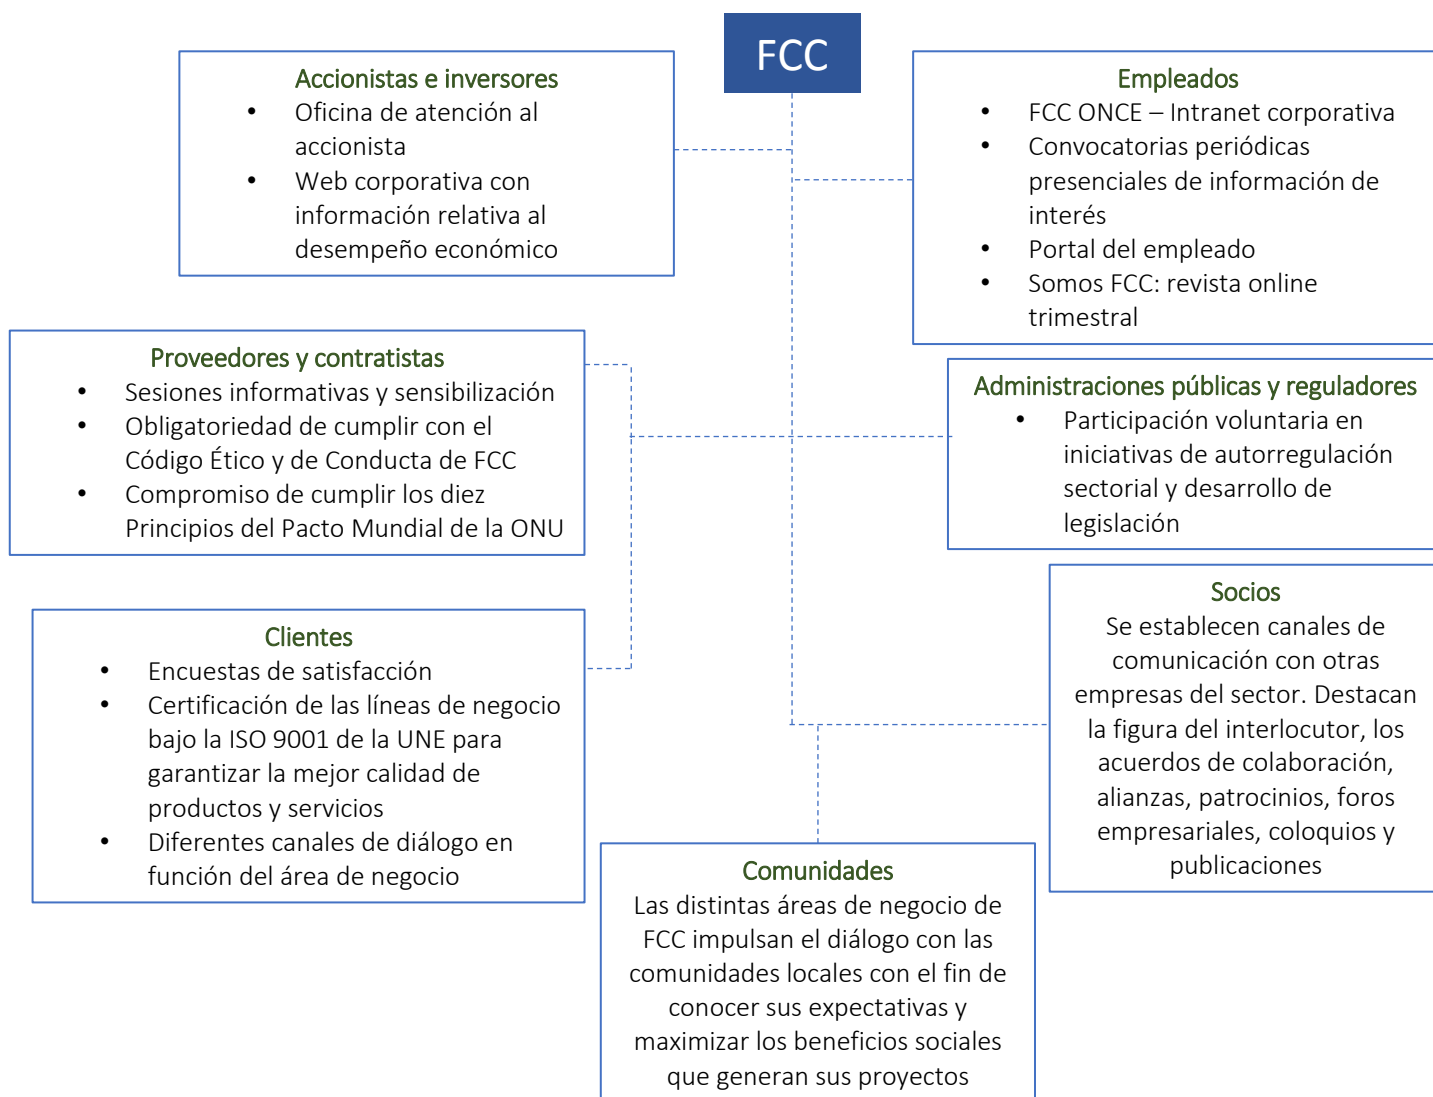 FCC
Accionistas e inversores
• Oficina de atención al
accionista
• Web corporativa con
información relativa al
desempeño económico
Empleados
• FCC ONCE – Intranet corporativa
• Convocatorias periódicas
presenciales de información de
interés
• Portal del empleado
• Somos FCC: revista online
trimestral
Proveedores y contratistas
• Sesiones informativas y sensibilización
• Obligatoriedad de cumplir con el
Código Ético y de Conducta de FCC
• Compromiso de cumplir los diez
Principios del Pacto Mundial de la ONU
Administraciones públicas y reguladores
• Participación voluntaria en
iniciativas de autorregulación
sectorial y desarrollo de
legislación
Clientes
• Encuestas de satisfacción
• Certificación de las líneas de negocio
bajo la ISO 9001 de la UNE para
garantizar la mejor calidad de
productos y servicios
• Diferentes canales de diálogo en
función del área de negocio
Socios
Se establecen canales de
comunicación con otras
empresas del sector. Destacan
la figura del interlocutor, los
acuerdos de colaboración,
alianzas, patrocinios, foros
empresariales, coloquios y
publicaciones
Comunidades
Las distintas áreas de negocio de
FCC impulsan el diálogo con las
comunidades locales con el fin de
conocer sus expectativas y
maximizar los beneficios sociales
que generan sus proyectos